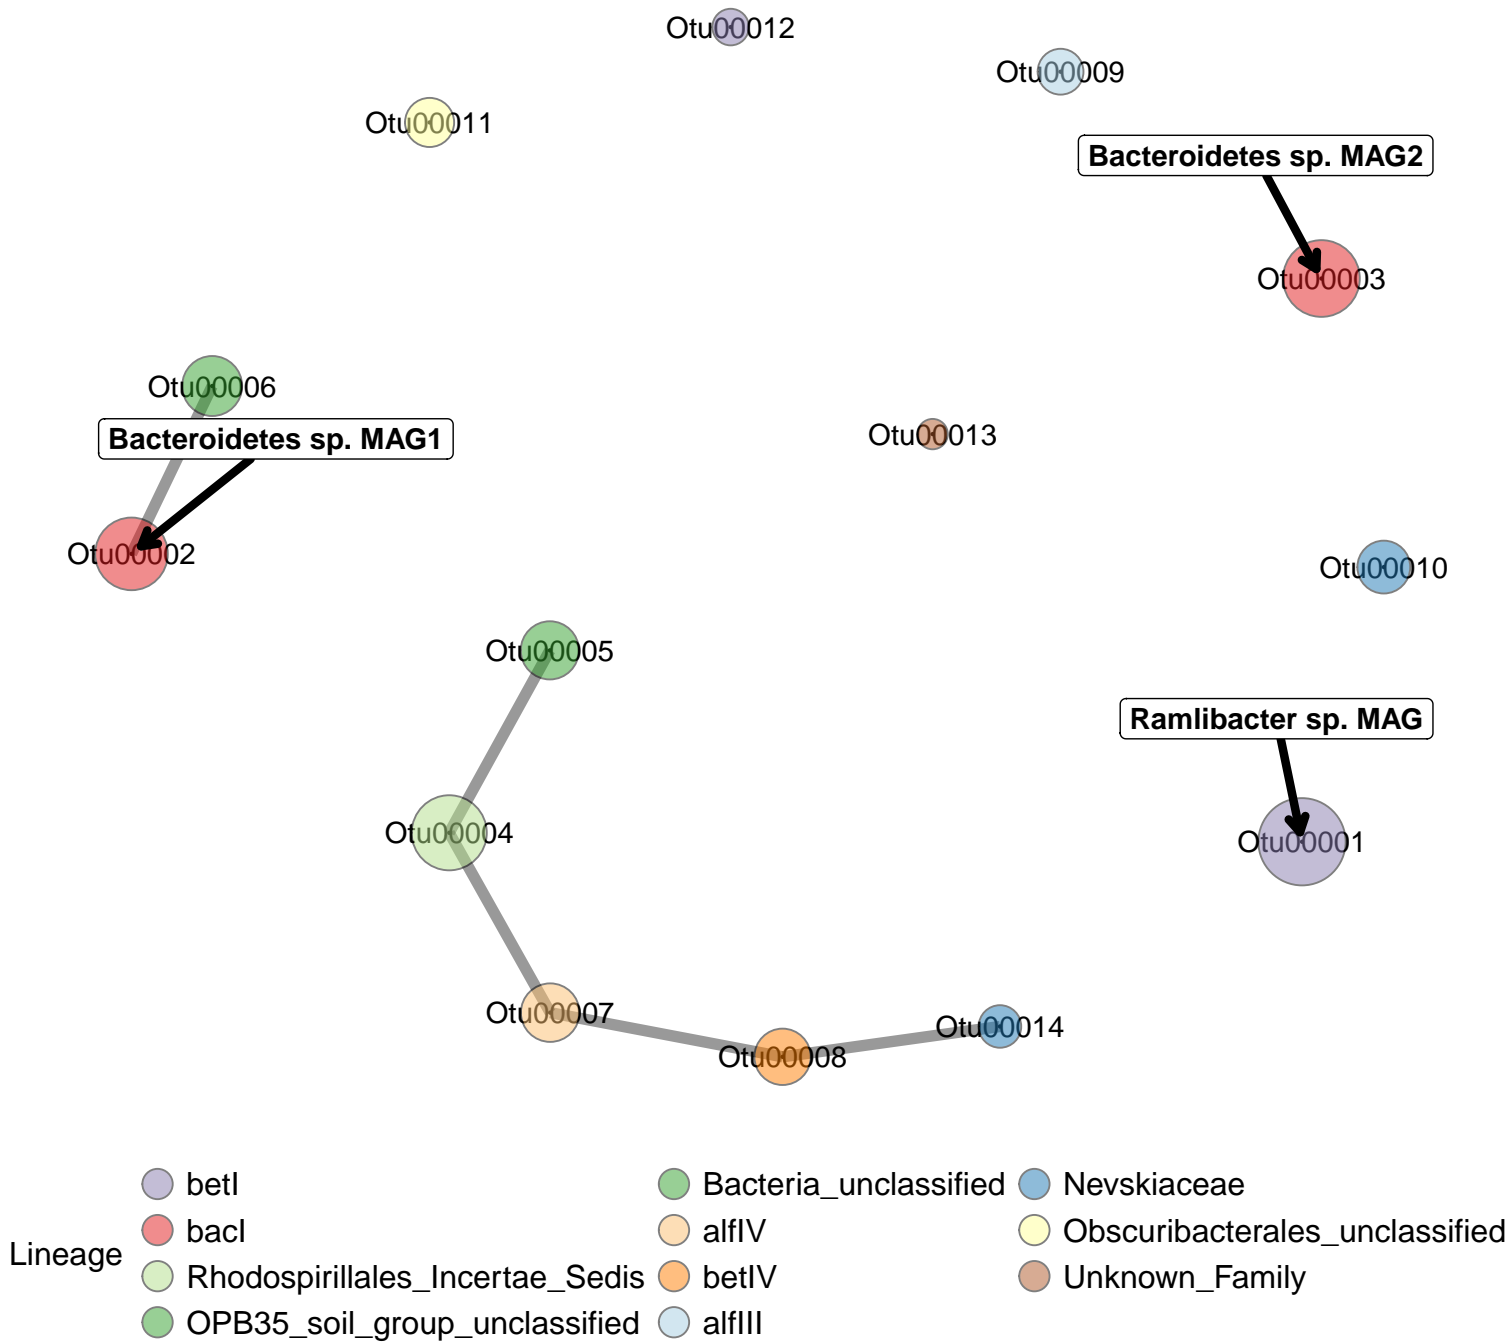 Otu00012
Otu00009
Otu00011
Bacteroidetes sp. MAG2
Otu00003
Otu00006
Bacteroidetes sp. MAG1
Otu00013
Otu00002
Otu00010
Otu00005
Ramlibacter sp. MAG
Otu00004
Otu00001
Otu00007
Otu00014
Otu00008
Lineage
betI
bacI
Rhodospirillales_Incertae_Sedis
OPB35_soil_group_unclassified
Bacteria_unclassified
alfIV
betIV
alfIII
Nevskiaceae
Obscuribacterales_unclassified
Unknown_Family